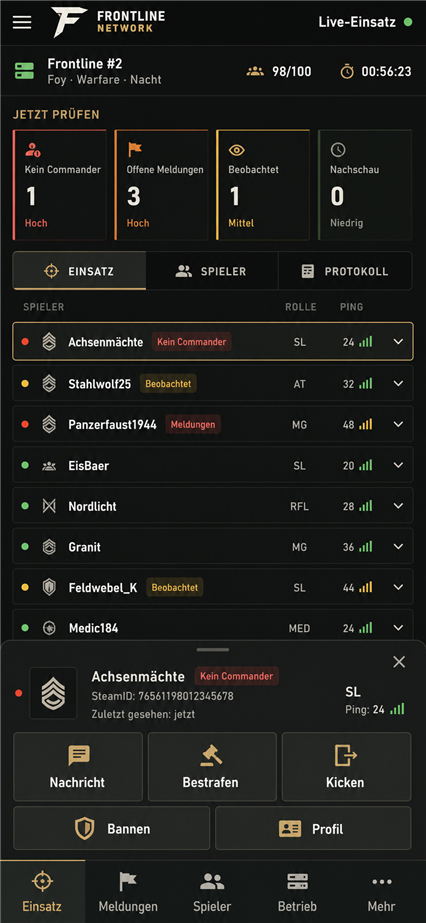 FRONTLINE
NETWORK
Live-Einsatz
Frontline #2
Foy · Warfare · Nacht
98/100
00:56:23
JETZT PRÜFEN
Kein Commander
1
Hoch
Offene Meldungen
3
Hoch
Beobachtet
1
Mittel
Nachschau
0
Niedrig
EINSATZ SPIELER PROTOKOLL
SPIELER ROLLE PING
Achsenmächte Kein Commander SL 24
Stahlwolf25 Beobachtet AT 32
Panzerfaust1944 Meldungen MG 48
EisBaer SL 20
Nordlicht RFL 28
Granit MG 36
Feldwebel_K Beobachtet SL 44
Medic184 MED 24
Achsenmächte Kein Commander
SteamID: 76561198012345678
Zuletzt gesehen: jetzt
SL
Ping: 24
Nachricht Bestrafen Kicken
Bannen Profil
Einsatz Meldungen Spieler Betrieb Mehr